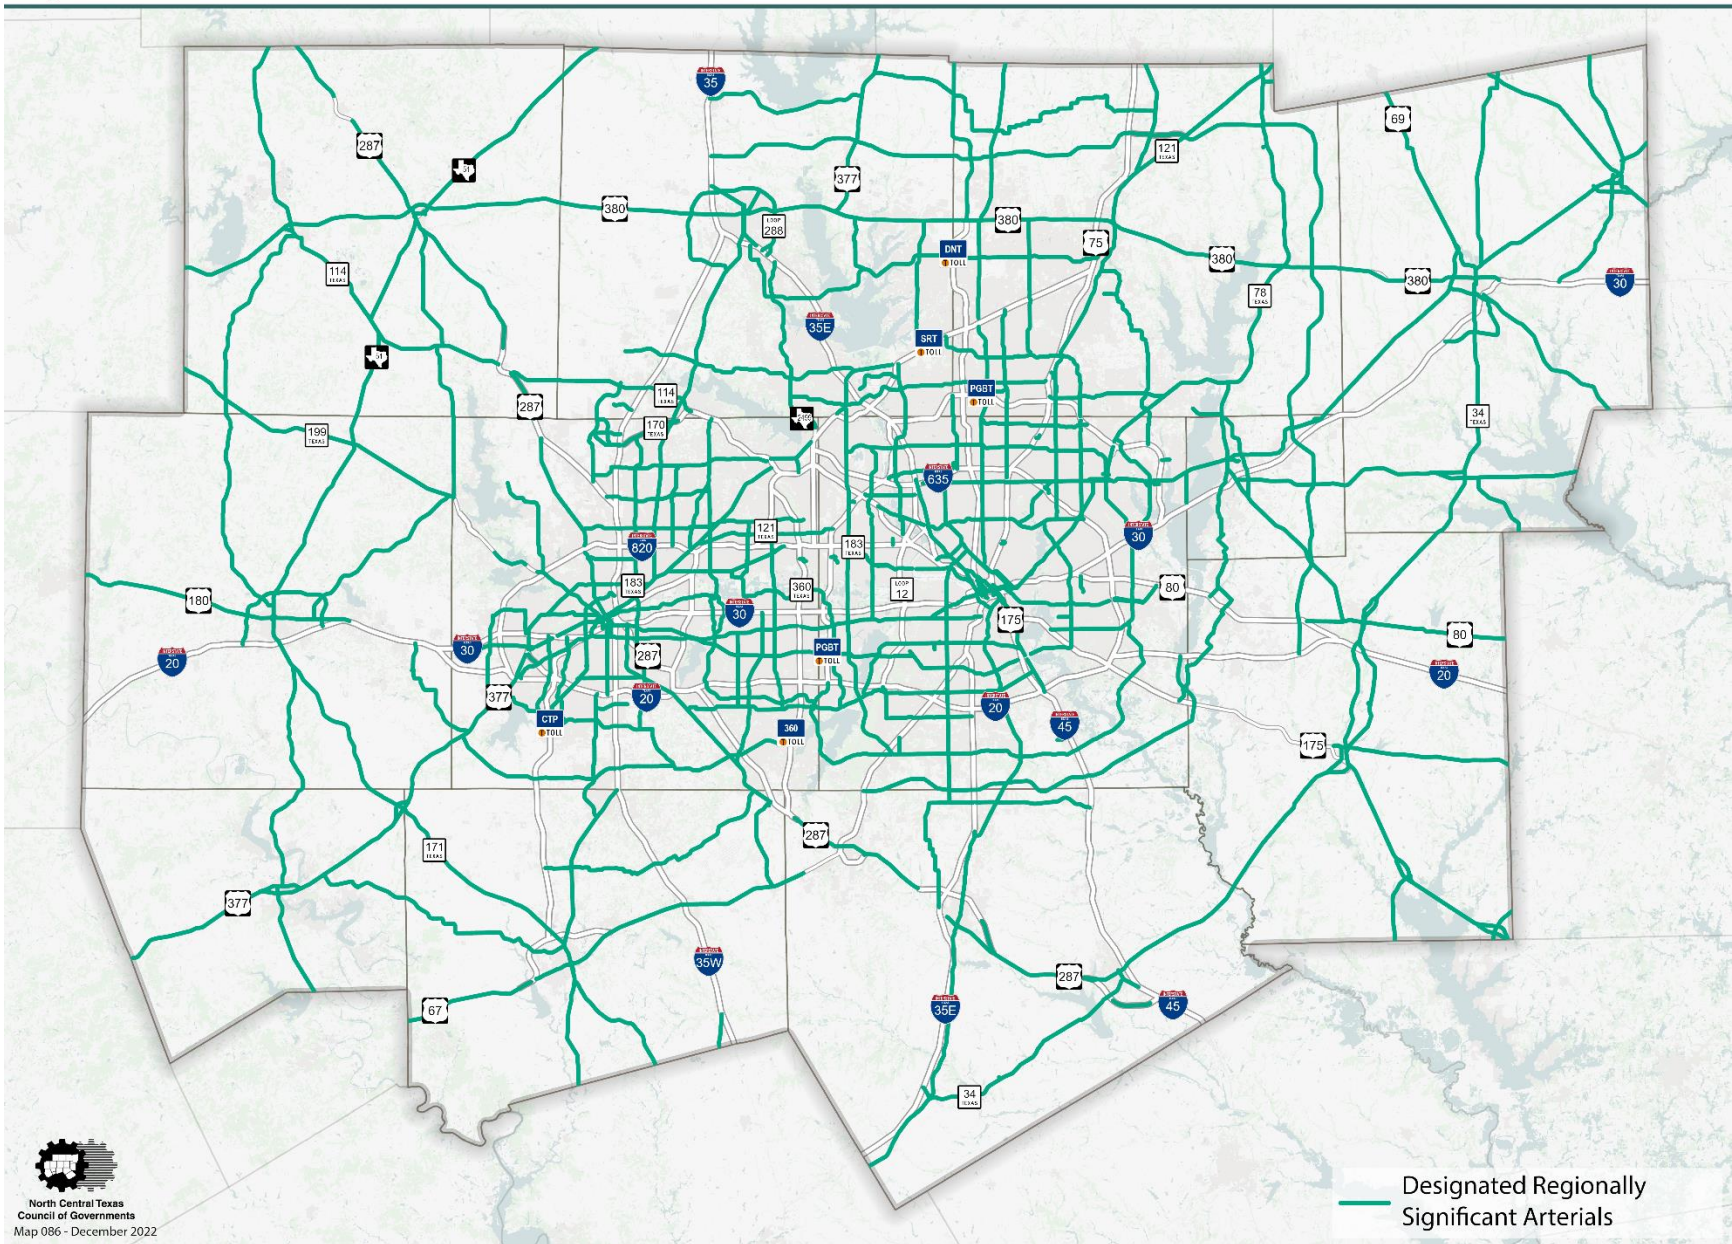 35
69
287
51
121
TEXAS
377
380
LOOP
288
380
75
DNT
TOLL
380
114
TEXAS
380
30
78
TEXAS
35E
SRT
TOLL
51
PGBT
TOLL
114
TEXAS
287
2499
34
TEXAS
170
TEXAS
199
TEXAS
635
121
TEXAS
30
820
183
TEXAS
183
TEXAS
360
TEXAS
LOOP
12
80
180
30
175
80
30
20
287
PGBT
TOLL
20
377
20
20
CTP
TOLL
360
TOLL
45
175
287
171
TEXAS
377
35W
287
67
35E
45
34
TEXAS
North Central Texas
Council of Governments
Map 086 - December 2022
Designated Regionally
Significant Arterials